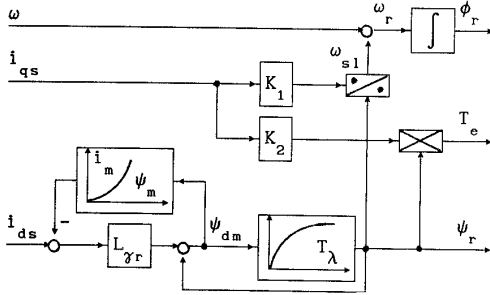 ω ω_r ∫ ϕ_r
i_qs ω_sl
K_1
K_2 T_e
i_m ψ_m
i_ds − L_γr ψ_dm T_λ ψ_r